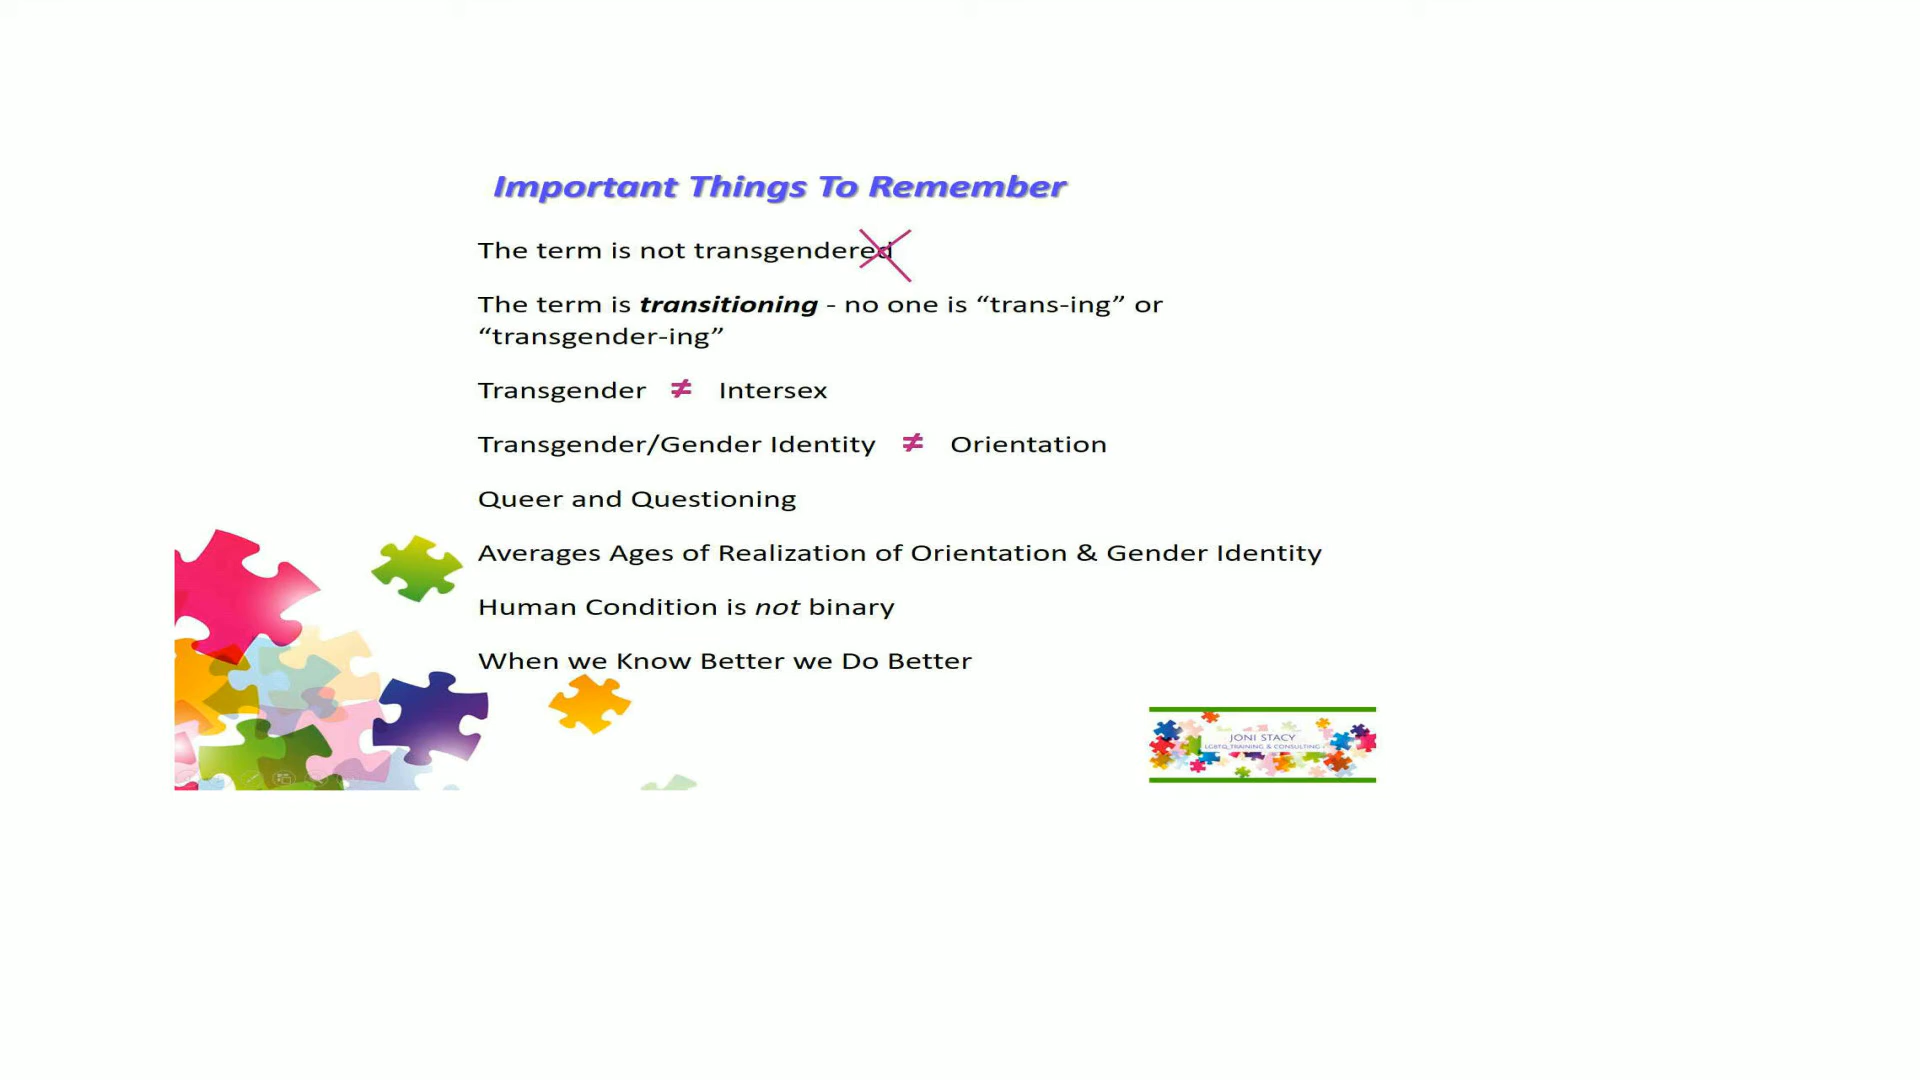 Important Things To Remember
The term is not transgendered
The term is transitioning - no one is “trans-ing” or
“transgender-ing”
Transgender ≠ Intersex
Transgender/Gender Identity ≠ Orientation
Queer and Questioning
Averages Ages of Realization of Orientation & Gender Identity
Human Condition is not binary
When we Know Better we Do Better
JONI STACY
LGBTQ TRAINING & CONSULTING